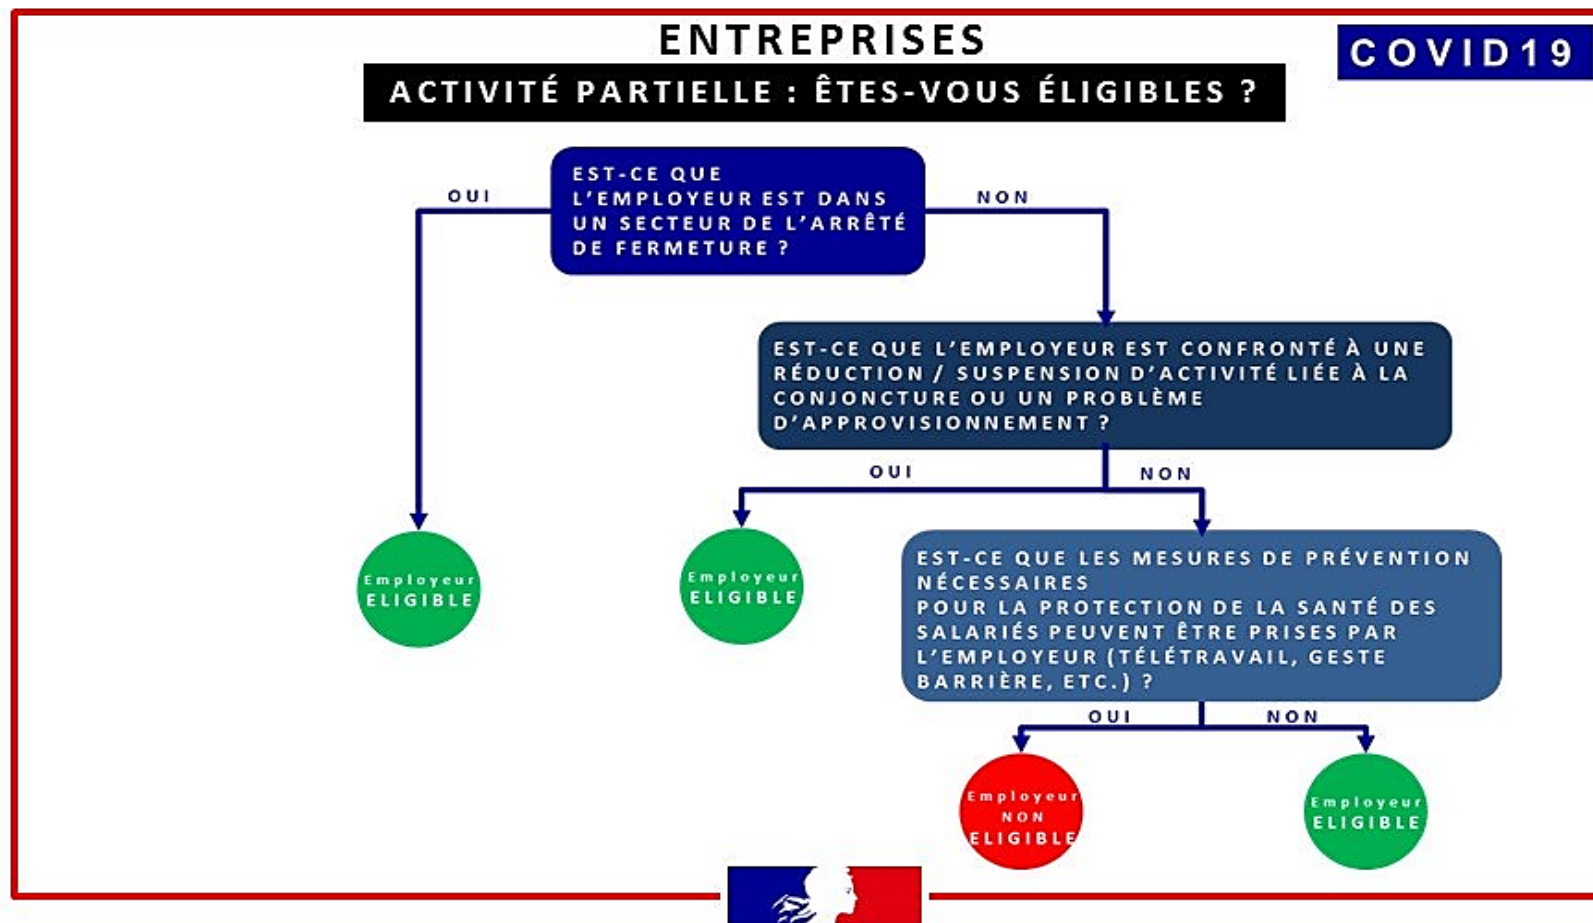 ENTREPRISES
COVID19
ACTIVITÉ PARTIELLE : ÊTES-VOUS ÉLIGIBLES ?
EST-CE QUE
L'EMPLOYEUR EST DANS
UN SECTEUR DE L'ARRÊTÉ
DE FERMETURE ?
OUI
NON
EST-CE QUE L'EMPLOYEUR EST CONFRONTÉ À UNE
RÉDUCTION / SUSPENSION D'ACTIVITÉ LIÉE À LA
CONJONCTURE OU UN PROBLÈME
D'APPROVISIONNEMENT ?
OUI
NON
Employeur
ELIGIBLE
Employeur
ELIGIBLE
EST-CE QUE LES MESURES DE PRÉVENTION
NÉCESSAIRES
POUR LA PROTECTION DE LA SANTÉ DES
SALARIÉS PEUVENT ÊTRE PRISES PAR
L'EMPLOYEUR (TÉLÉTRAVAIL, GESTE
BARRIÈRE, ETC.) ?
OUI
NON
Employeur
NON
ELIGIBLE
Employeur
ELIGIBLE